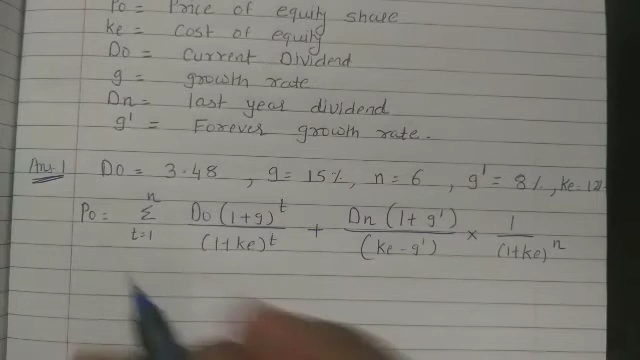 Po = Price of equity share
ke = cost of equity
Do = current Dividend
g = growth rate
Dn = last year dividend
g' = Forever growth rate.
Ans 1 Do = 3.48, g = 15%, n = 6, g' = 8%, ke = 12%
Po = n Σ t=1 Do (1+g)^t / (1+ke)^t + Dn (1+g') / (ke-g') × 1 / (1+ke)^n